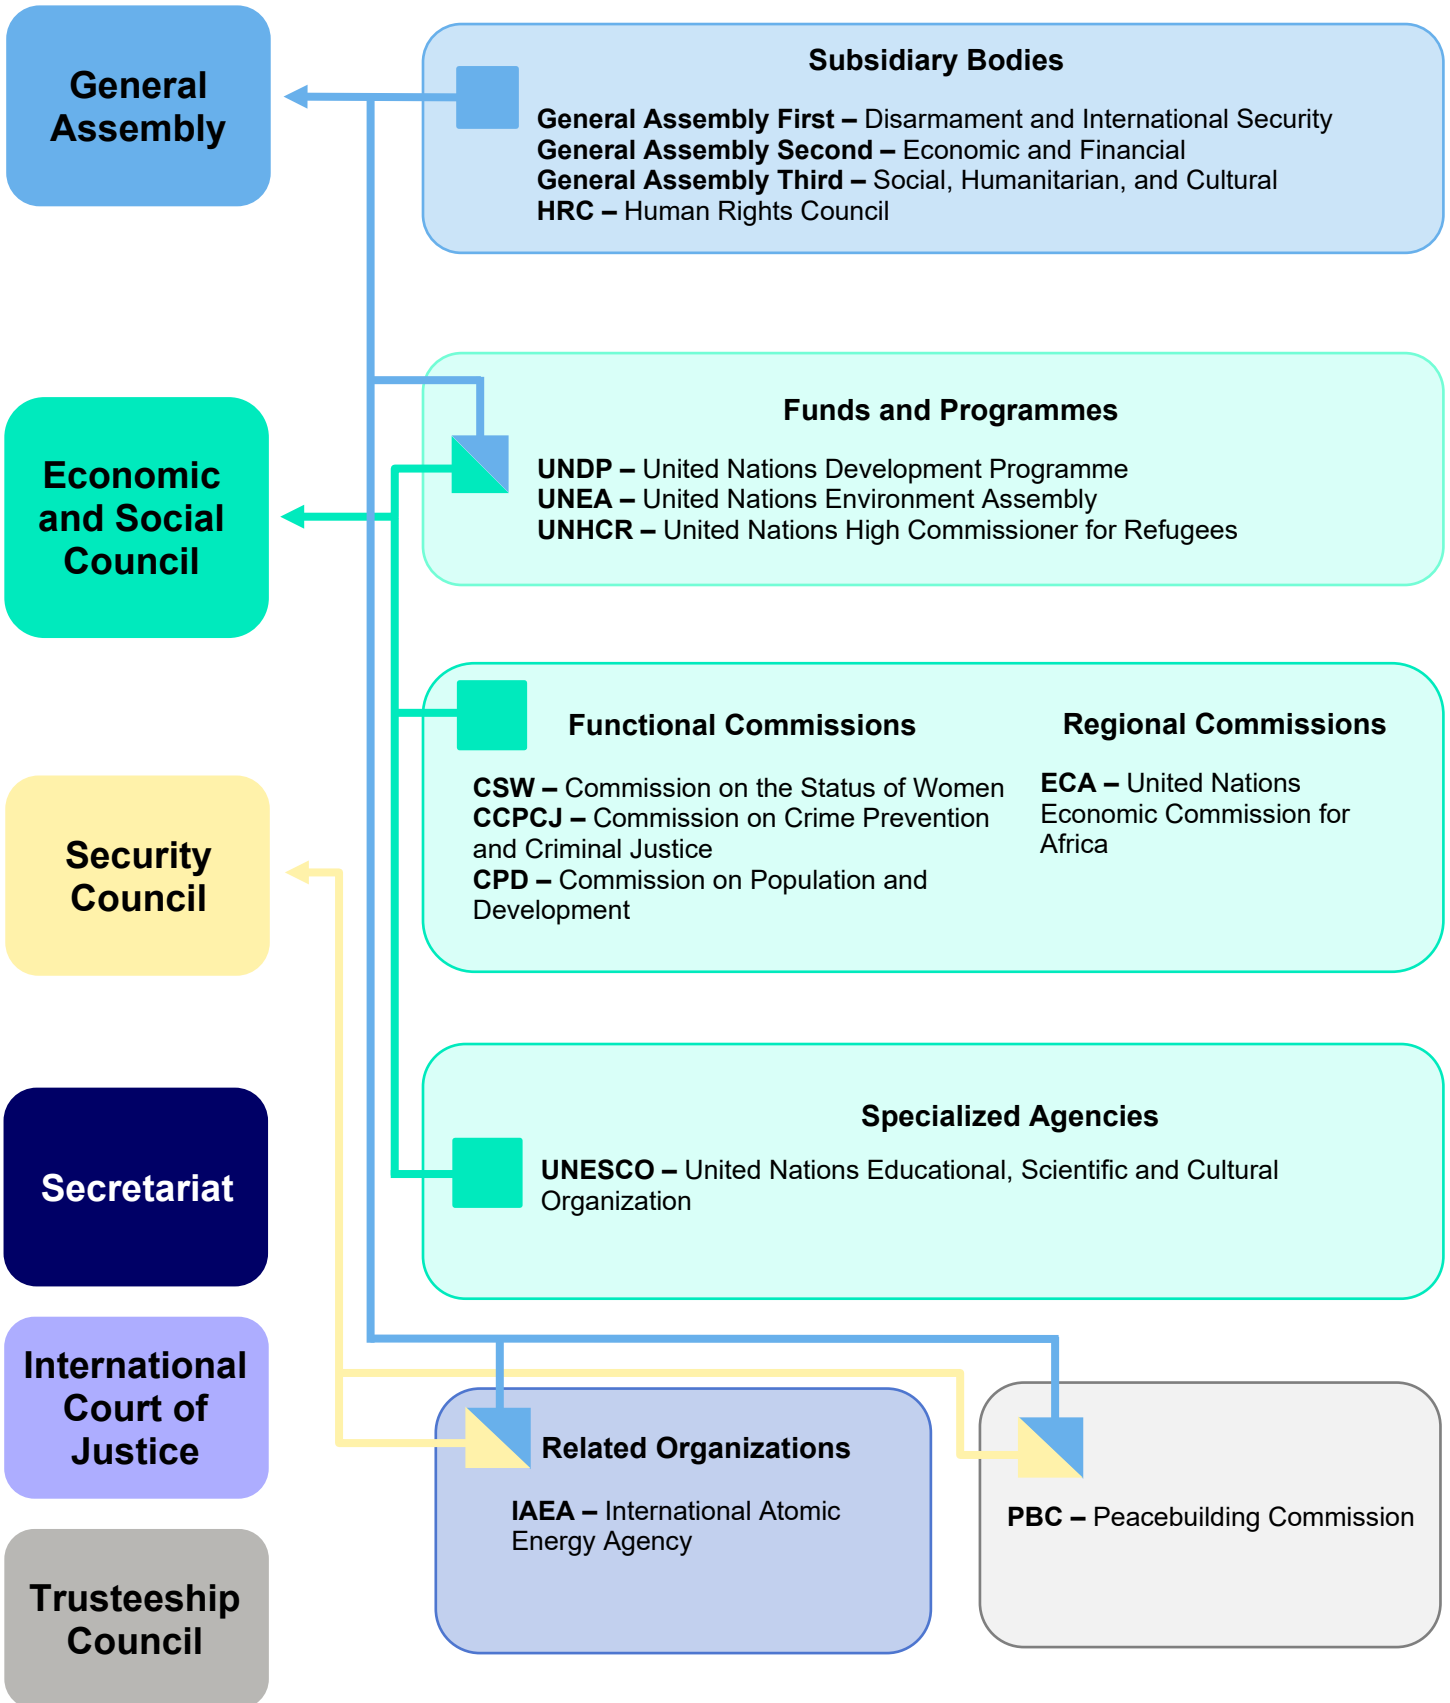 General
Assembly
Subsidiary Bodies
General Assembly First – Disarmament and International Security
General Assembly Second – Economic and Financial
General Assembly Third – Social, Humanitarian, and Cultural
HRC – Human Rights Council
Economic
and Social
Council
Funds and Programmes
UNDP – United Nations Development Programme
UNEA – United Nations Environment Assembly
UNHCR – United Nations High Commissioner for Refugees
Functional Commissions
CSW – Commission on the Status of Women
CCPCJ – Commission on Crime Prevention
and Criminal Justice
CPD – Commission on Population and
Development
Regional Commissions
ECA – United Nations
Economic Commission for
Africa
Security
Council
Specialized Agencies
UNESCO – United Nations Educational, Scientific and Cultural
Organization
Secretariat
International
Court of
Justice
Related Organizations
IAEA – International Atomic
Energy Agency
PBC – Peacebuilding Commission
Trusteeship
Council